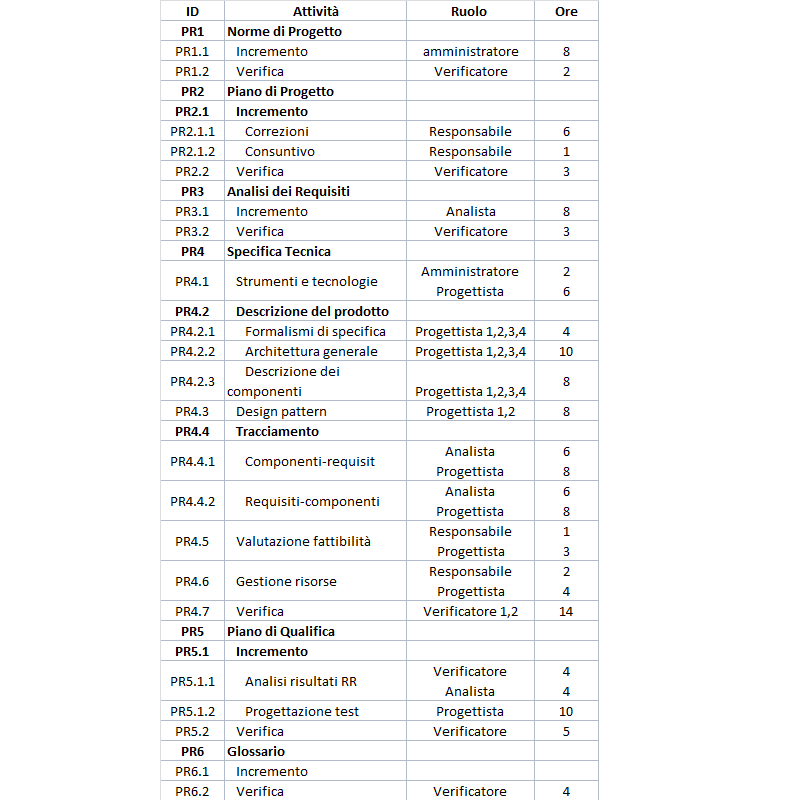 ID Attività Ruolo Ore
PR1 Norme di Progetto
PR1.1 Incremento amministratore 8
PR1.2 Verifica Verificatore 2
PR2 Piano di Progetto
PR2.1 Incremento
PR2.1.1 Correzioni Responsabile 6
PR2.1.2 Consuntivo Responsabile 1
PR2.2 Verifica Verificatore 3
PR3 Analisi dei Requisiti
PR3.1 Incremento Analista 8
PR3.2 Verifica Verificatore 3
PR4 Specifica Tecnica
PR4.1 Strumenti e tecnologie Amministratore 2
Progettista 6
PR4.2 Descrizione del prodotto
PR4.2.1 Formalismi di specifica Progettista 1,2,3,4 4
PR4.2.2 Architettura generale Progettista 1,2,3,4 10
PR4.2.3 Descrizione dei
componenti Progettista 1,2,3,4 8
PR4.3 Design pattern Progettista 1,2 8
PR4.4 Tracciamento
PR4.4.1 Componenti-requisit Analista 6
Progettista 8
PR4.4.2 Requisiti-componenti Analista 6
Progettista 8
PR4.5 Valutazione fattibilità Responsabile 1
Progettista 3
PR4.6 Gestione risorse Responsabile 2
Progettista 4
PR4.7 Verifica Verificatore 1,2 14
PR5 Piano di Qualifica
PR5.1 Incremento
PR5.1.1 Analisi risultati RR Verificatore 4
Analista 4
PR5.1.2 Progettazione test Progettista 10
PR5.2 Verifica Verificatore 5
PR6 Glossario
PR6.1 Incremento
PR6.2 Verifica Verificatore 4